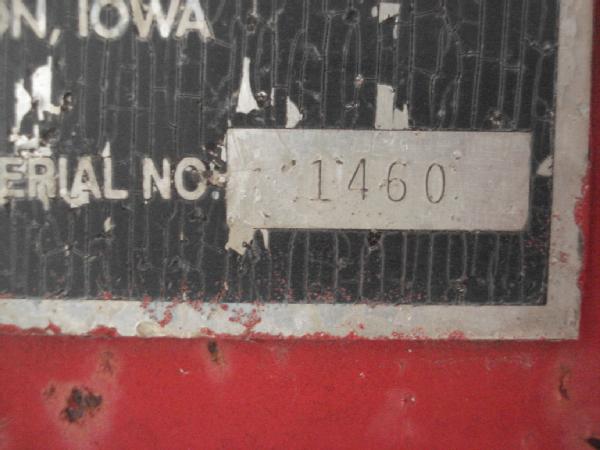 ON, IOWA
ERIAL NO: 1460